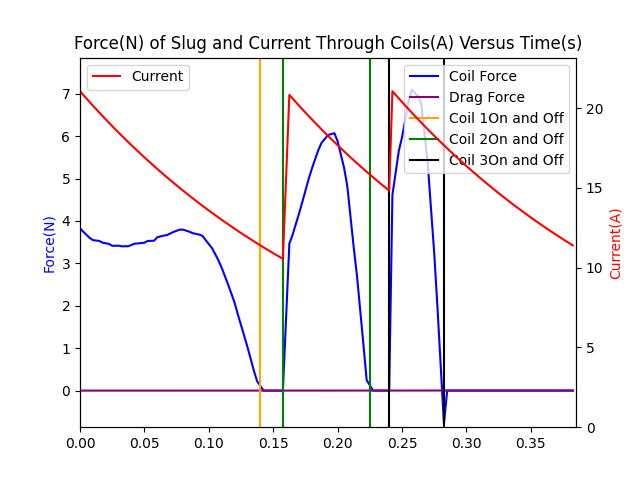 Force(N) of Slug and Current Through Coils(A) Versus Time(s)
Current
Coil Force
Drag Force
Coil 1On and Off
Coil 2On and Off
Coil 3On and Off
Force(N)
7
6
5
4
3
2
1
0
Current(A)
20
15
10
5
0
0.00 0.05 0.10 0.15 0.20 0.25 0.30 0.35